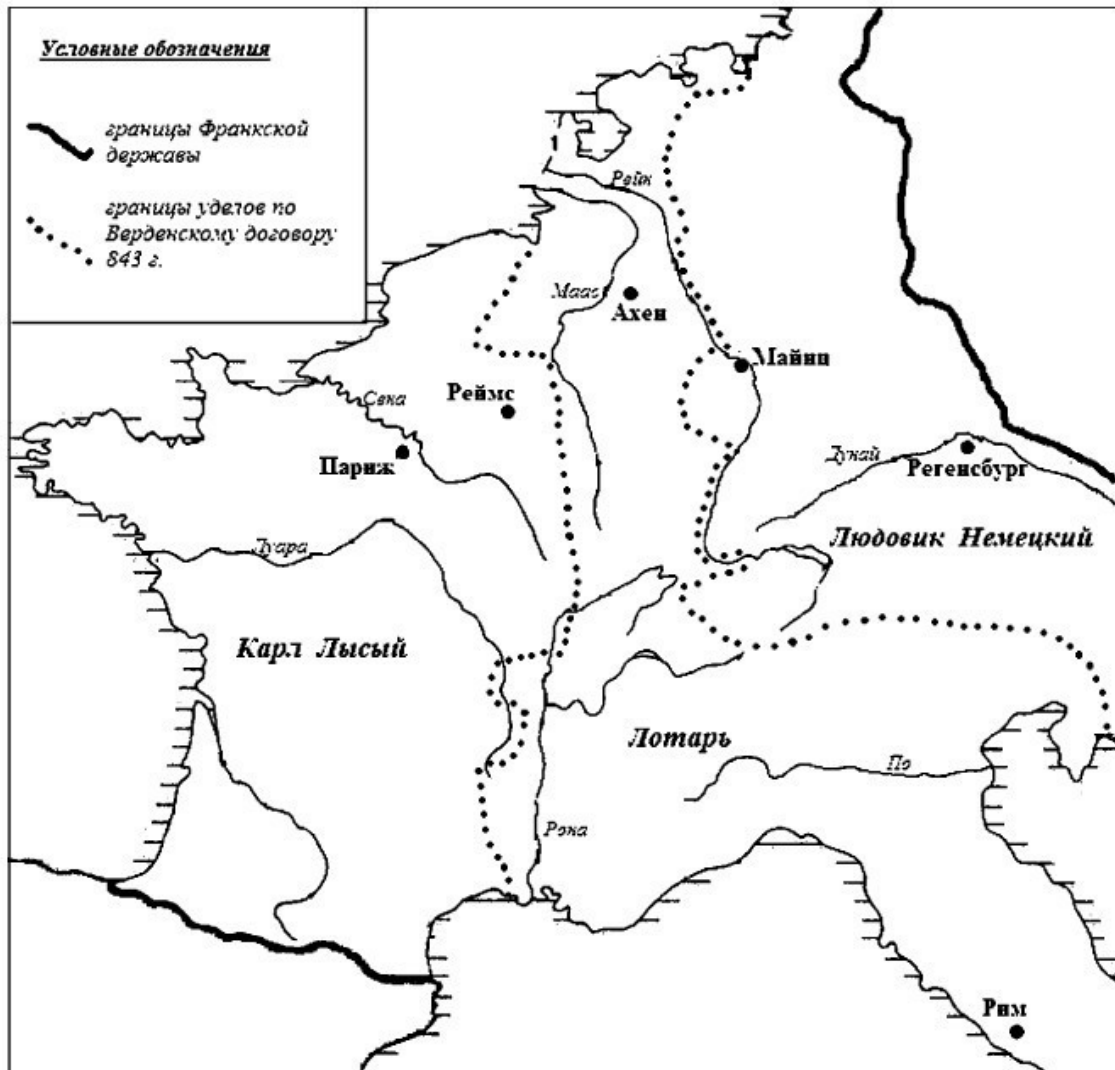 Условные обозначения
границы Франкской
державы
границы уделов по
Верденскому договору
843 г.
Рейн
Маас
Ахен
Майнц
Сена
Реймс
Париж
Дунай
Регенсбург
Луара
Людовик Немецкий
Карл Лысый
Лотарь
По
Рона
Рим